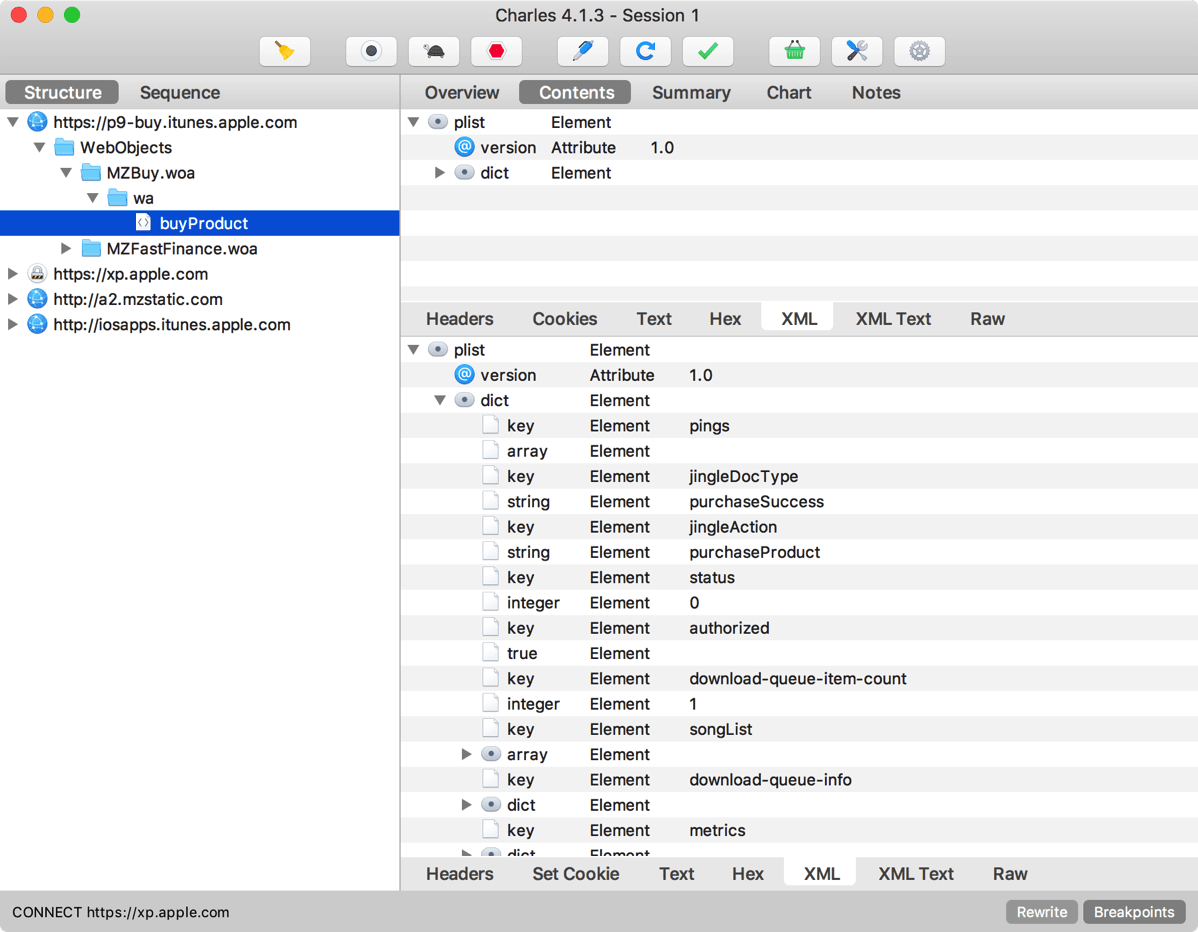 Charles 4.1.3 - Session 1
Structure Sequence
Overview Contents Summary Chart Notes
https://p9-buy.itunes.apple.com
WebObjects
MZBuy.woa
wa
buyProduct
MZFastFinance.woa
https://xp.apple.com
http://a2.mzstatic.com
http://iosapps.itunes.apple.com
plist Element
@ version Attribute 1.0
dict Element
Headers Cookies Text Hex XML XML Text Raw
plist Element
@ version Attribute 1.0
dict Element
key Element pings
array Element
key Element jingleDocType
string Element purchaseSuccess
key Element jingleAction
string Element purchaseProduct
key Element status
integer Element 0
key Element authorized
true Element
key Element download-queue-item-count
integer Element 1
key Element songList
array Element
key Element download-queue-info
dict Element
key Element metrics
dict Element
Headers Set Cookie Text Hex XML XML Text Raw
CONNECT https://xp.apple.com
Rewrite Breakpoints